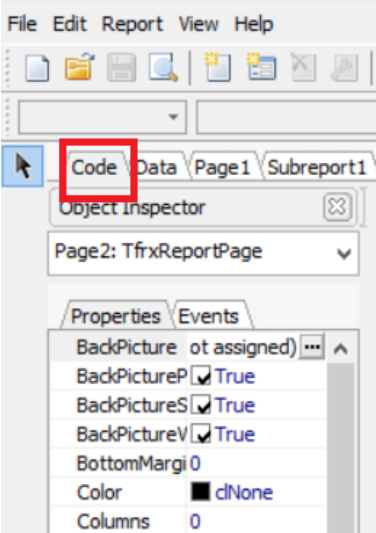 File Edit Report View Help
Code Data Page1 Subreport1
Object Inspector
Page2: TfrxReportPage
Properties Events
BackPicture ot assigned) ...
BackPictureP True
BackPictureS True
BackPictureV True
BottomMargi 0
Color clNone
Columns 0